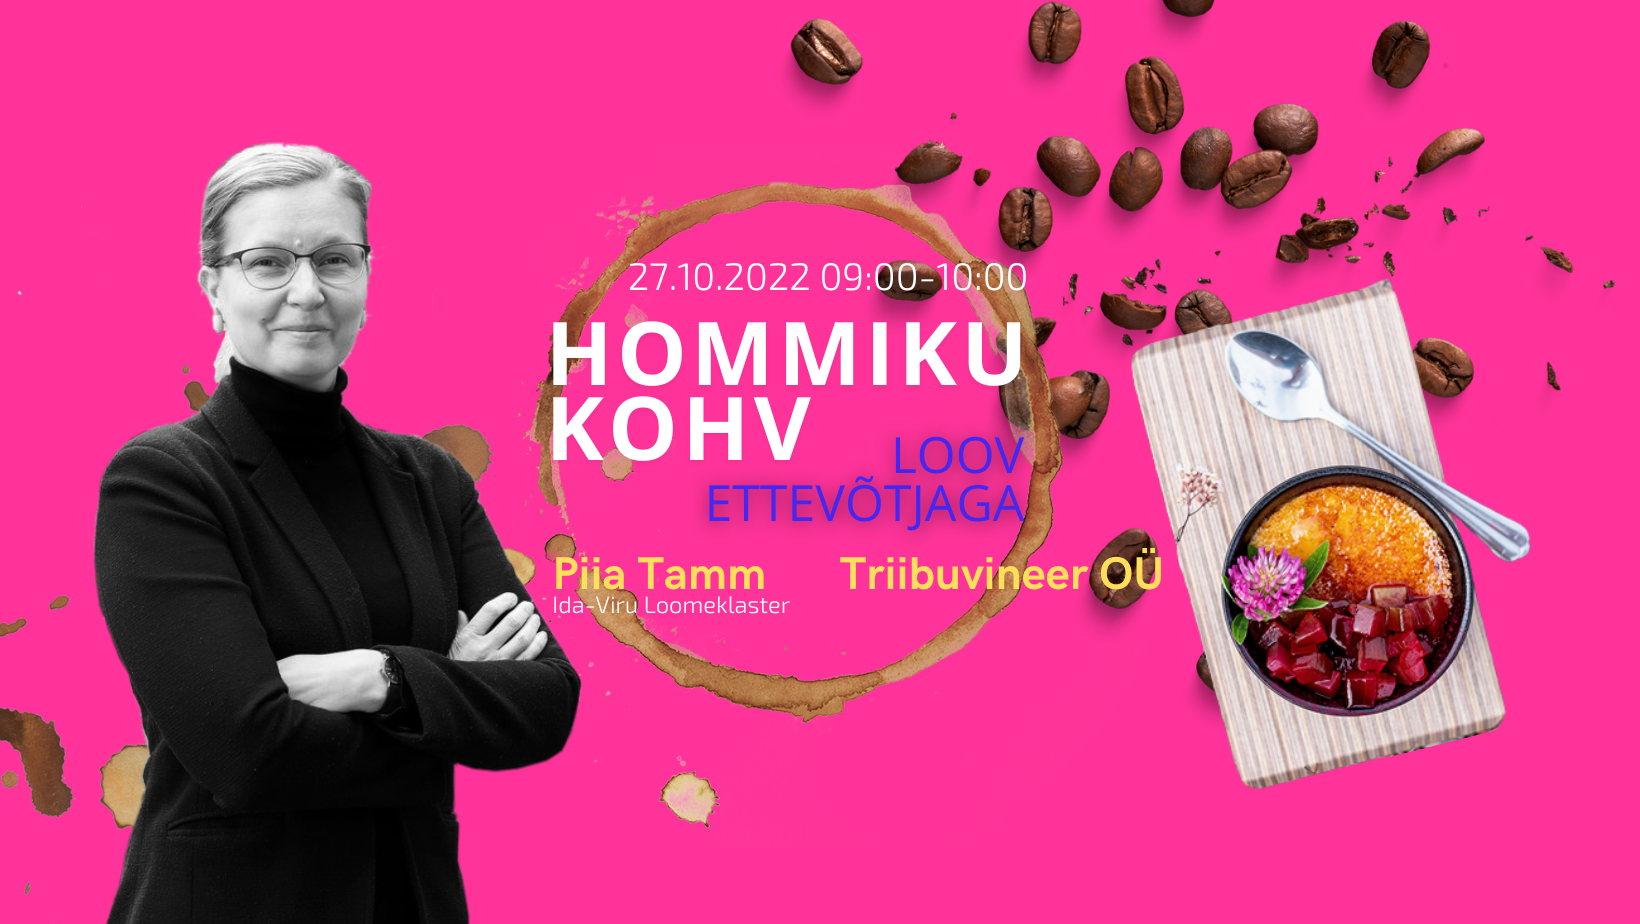 27.10.2022 09:00-10:00
HOMMIKU
KOHV
LOOV
ETTEVÕTJAGA
Piia Tamm Triibuvineer OÜ
Ida-Viru Loomeklaster